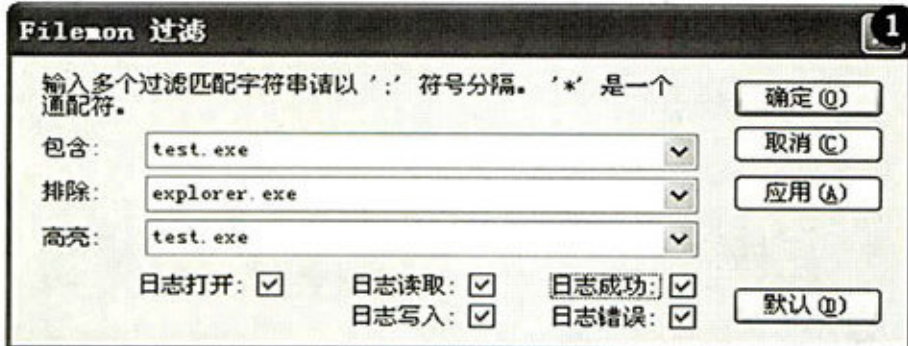 Filemon 过滤
1
输入多个过滤匹配字符串请以 ';' 符号分隔。 '*' 是一个
通配符。
确定(O)
包含: test.exe
取消(C)
排除: explorer.exe
应用(A)
高亮: test.exe
日志打开: 日志读取: 日志成功:
日志写入: 日志错误:
默认(D)